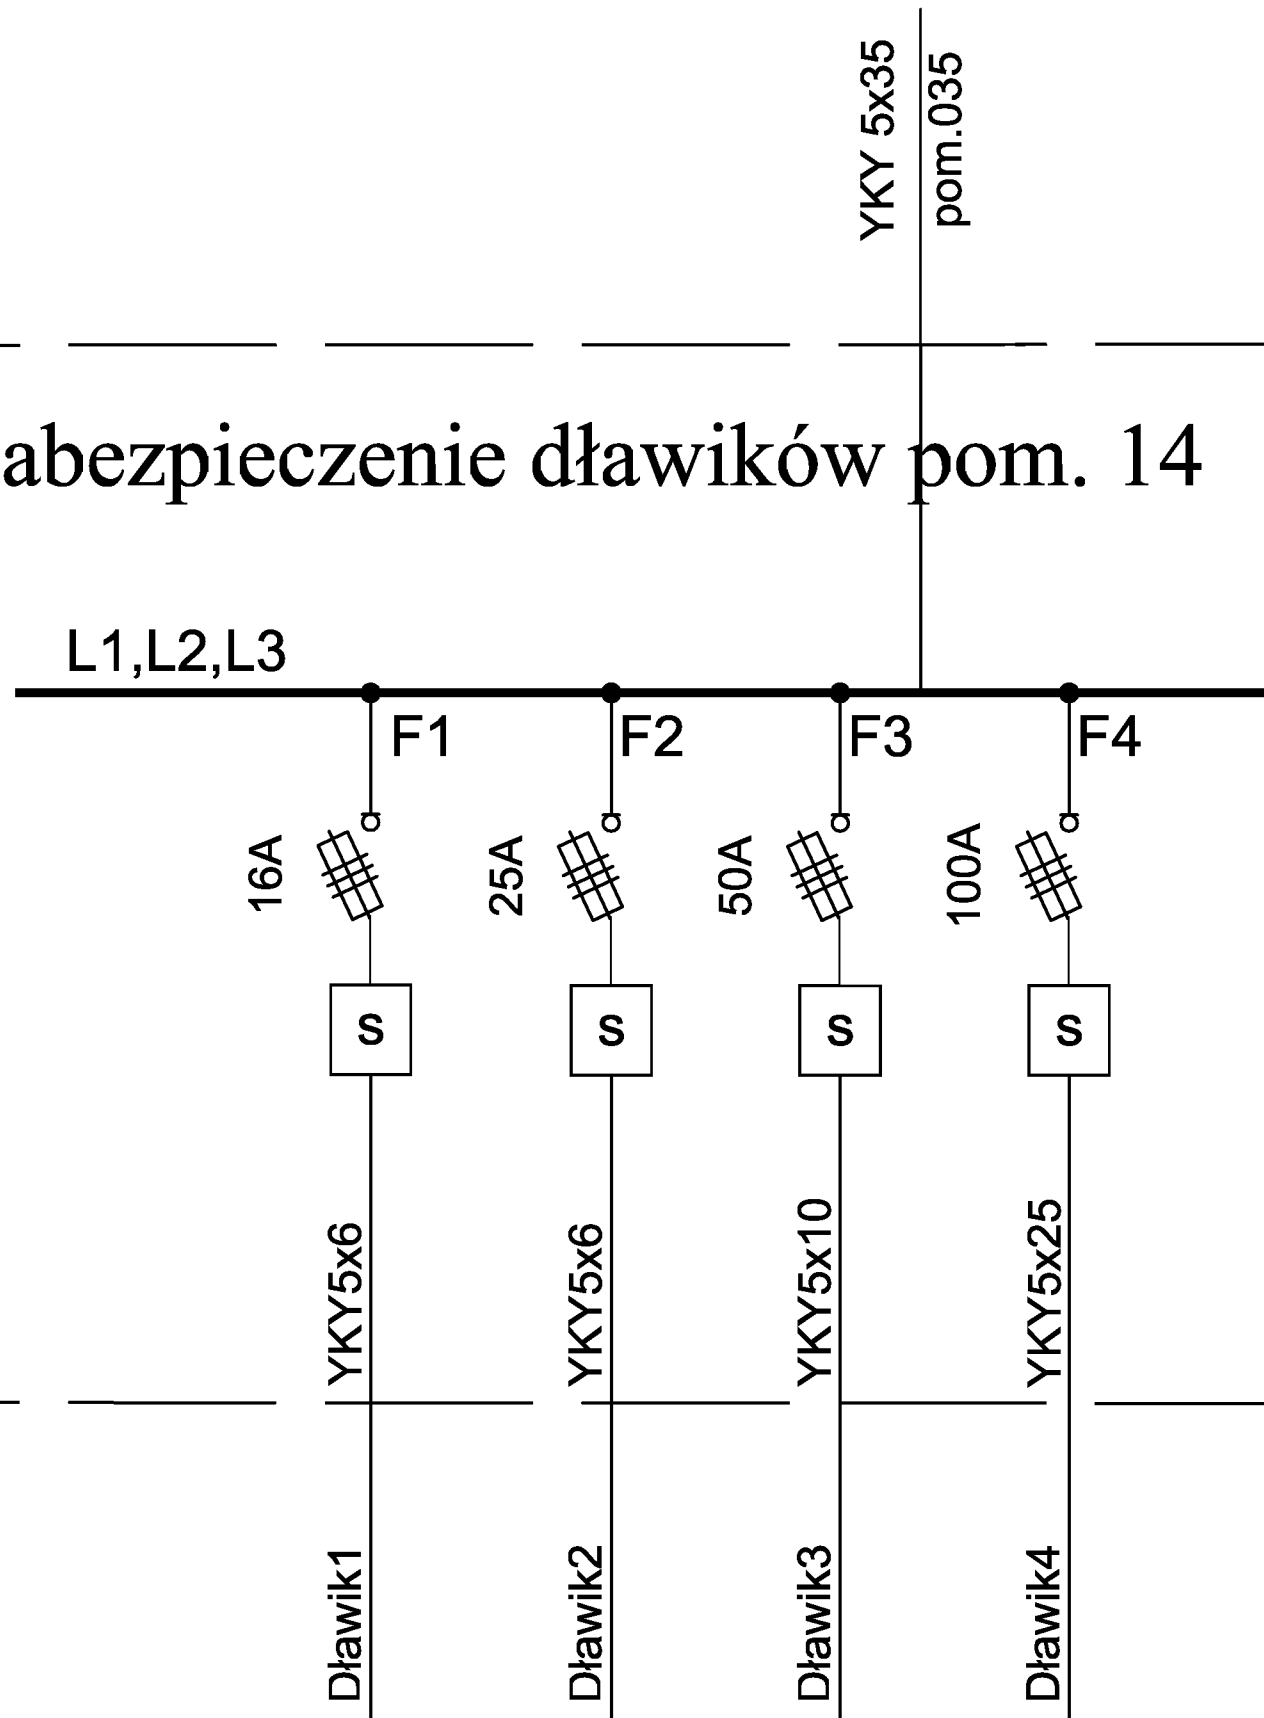 YKY 5x35
pom.035
abezpieczenie dławików pom. 14
L1,L2,L3
F1
F2
F3
F4
16A
25A
50A
100A
S
S
S
S
YKY5x6
YKY5x6
YKY5x10
YKY5x25
Dławik1
Dławik2
Dławik3
Dławik4